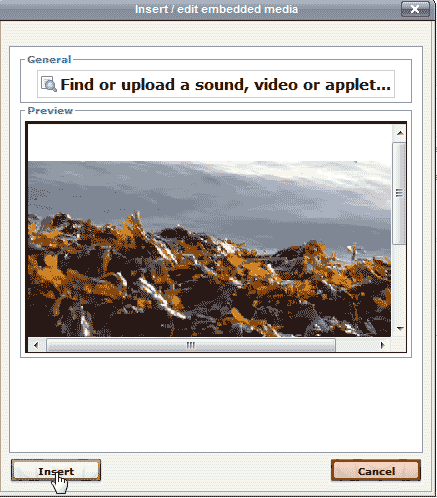 Insert / edit embedded media
General
Find or upload a sound, video or applet...
Preview
Insert
Cancel